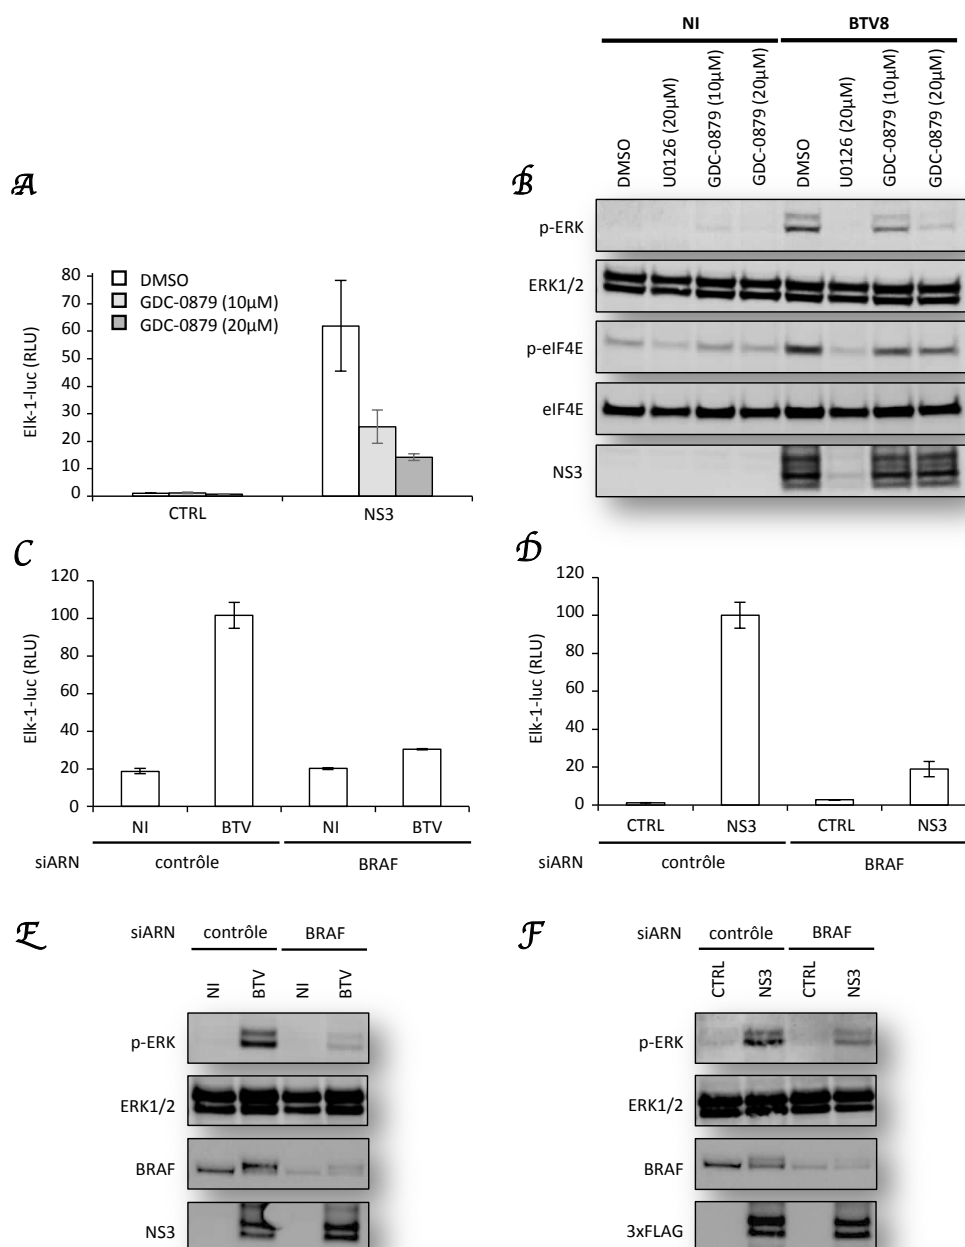 A
80
70
60
50
40
30
20
10
0
Elk-1-luc (RLU)
DMSO
GDC-0879 (10µM)
GDC-0879 (20µM)
CTRL NS3
B
NI BTV8
DMSO U0126 (20µM) GDC-0879 (10µM) GDC-0879 (20µM) DMSO U0126 (20µM) GDC-0879 (10µM) GDC-0879 (20µM)
p-ERK
ERK1/2
p-eIF4E
eIF4E
NS3
C
120
100
80
60
40
20
0
Elk-1-luc (RLU)
NI BTV NI BTV
siARN contrôle BRAF
D
120
100
80
60
40
20
0
Elk-1-luc (RLU)
CTRL NS3 CTRL NS3
siARN contrôle BRAF
E
siARN contrôle BRAF
NI BTV NI BTV
p-ERK
ERK1/2
BRAF
NS3
F
siARN contrôle BRAF
CTRL NS3 CTRL NS3
p-ERK
ERK1/2
BRAF
3xFLAG